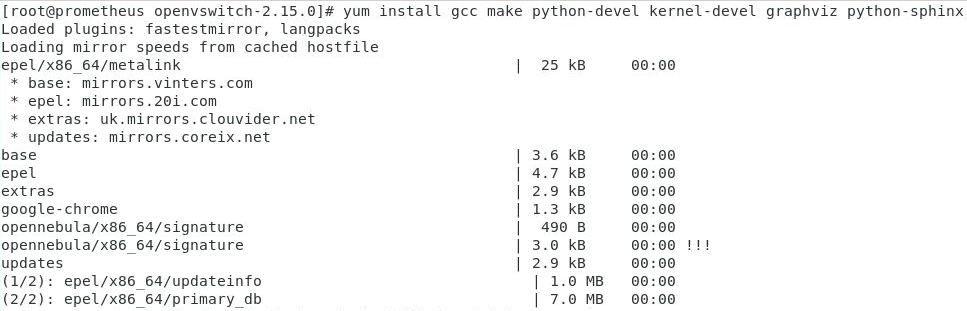 [root@prometheus openvswitch-2.15.0]# yum install gcc make python-devel kernel-devel graphviz python-sphinx
Loaded plugins: fastestmirror, langpacks
Loading mirror speeds from cached hostfile
epel/x86_64/metalink                                     |  25 kB     00:00
 * base: mirrors.vinters.com
 * epel: mirrors.20i.com
 * extras: uk.mirrors.clouvider.net
 * updates: mirrors.coreix.net
base                                                     | 3.6 kB     00:00
epel                                                     | 4.7 kB     00:00
extras                                                   | 2.9 kB     00:00
google-chrome                                            | 1.3 kB     00:00
opennebula/x86_64/signature                              |  490 B     00:00
opennebula/x86_64/signature                              | 3.0 kB     00:00 !!!
updates                                                  | 2.9 kB     00:00
(1/2): epel/x86_64/updateinfo                              | 1.0 MB   00:00
(2/2): epel/x86_64/primary_db                              | 7.0 MB   00:00